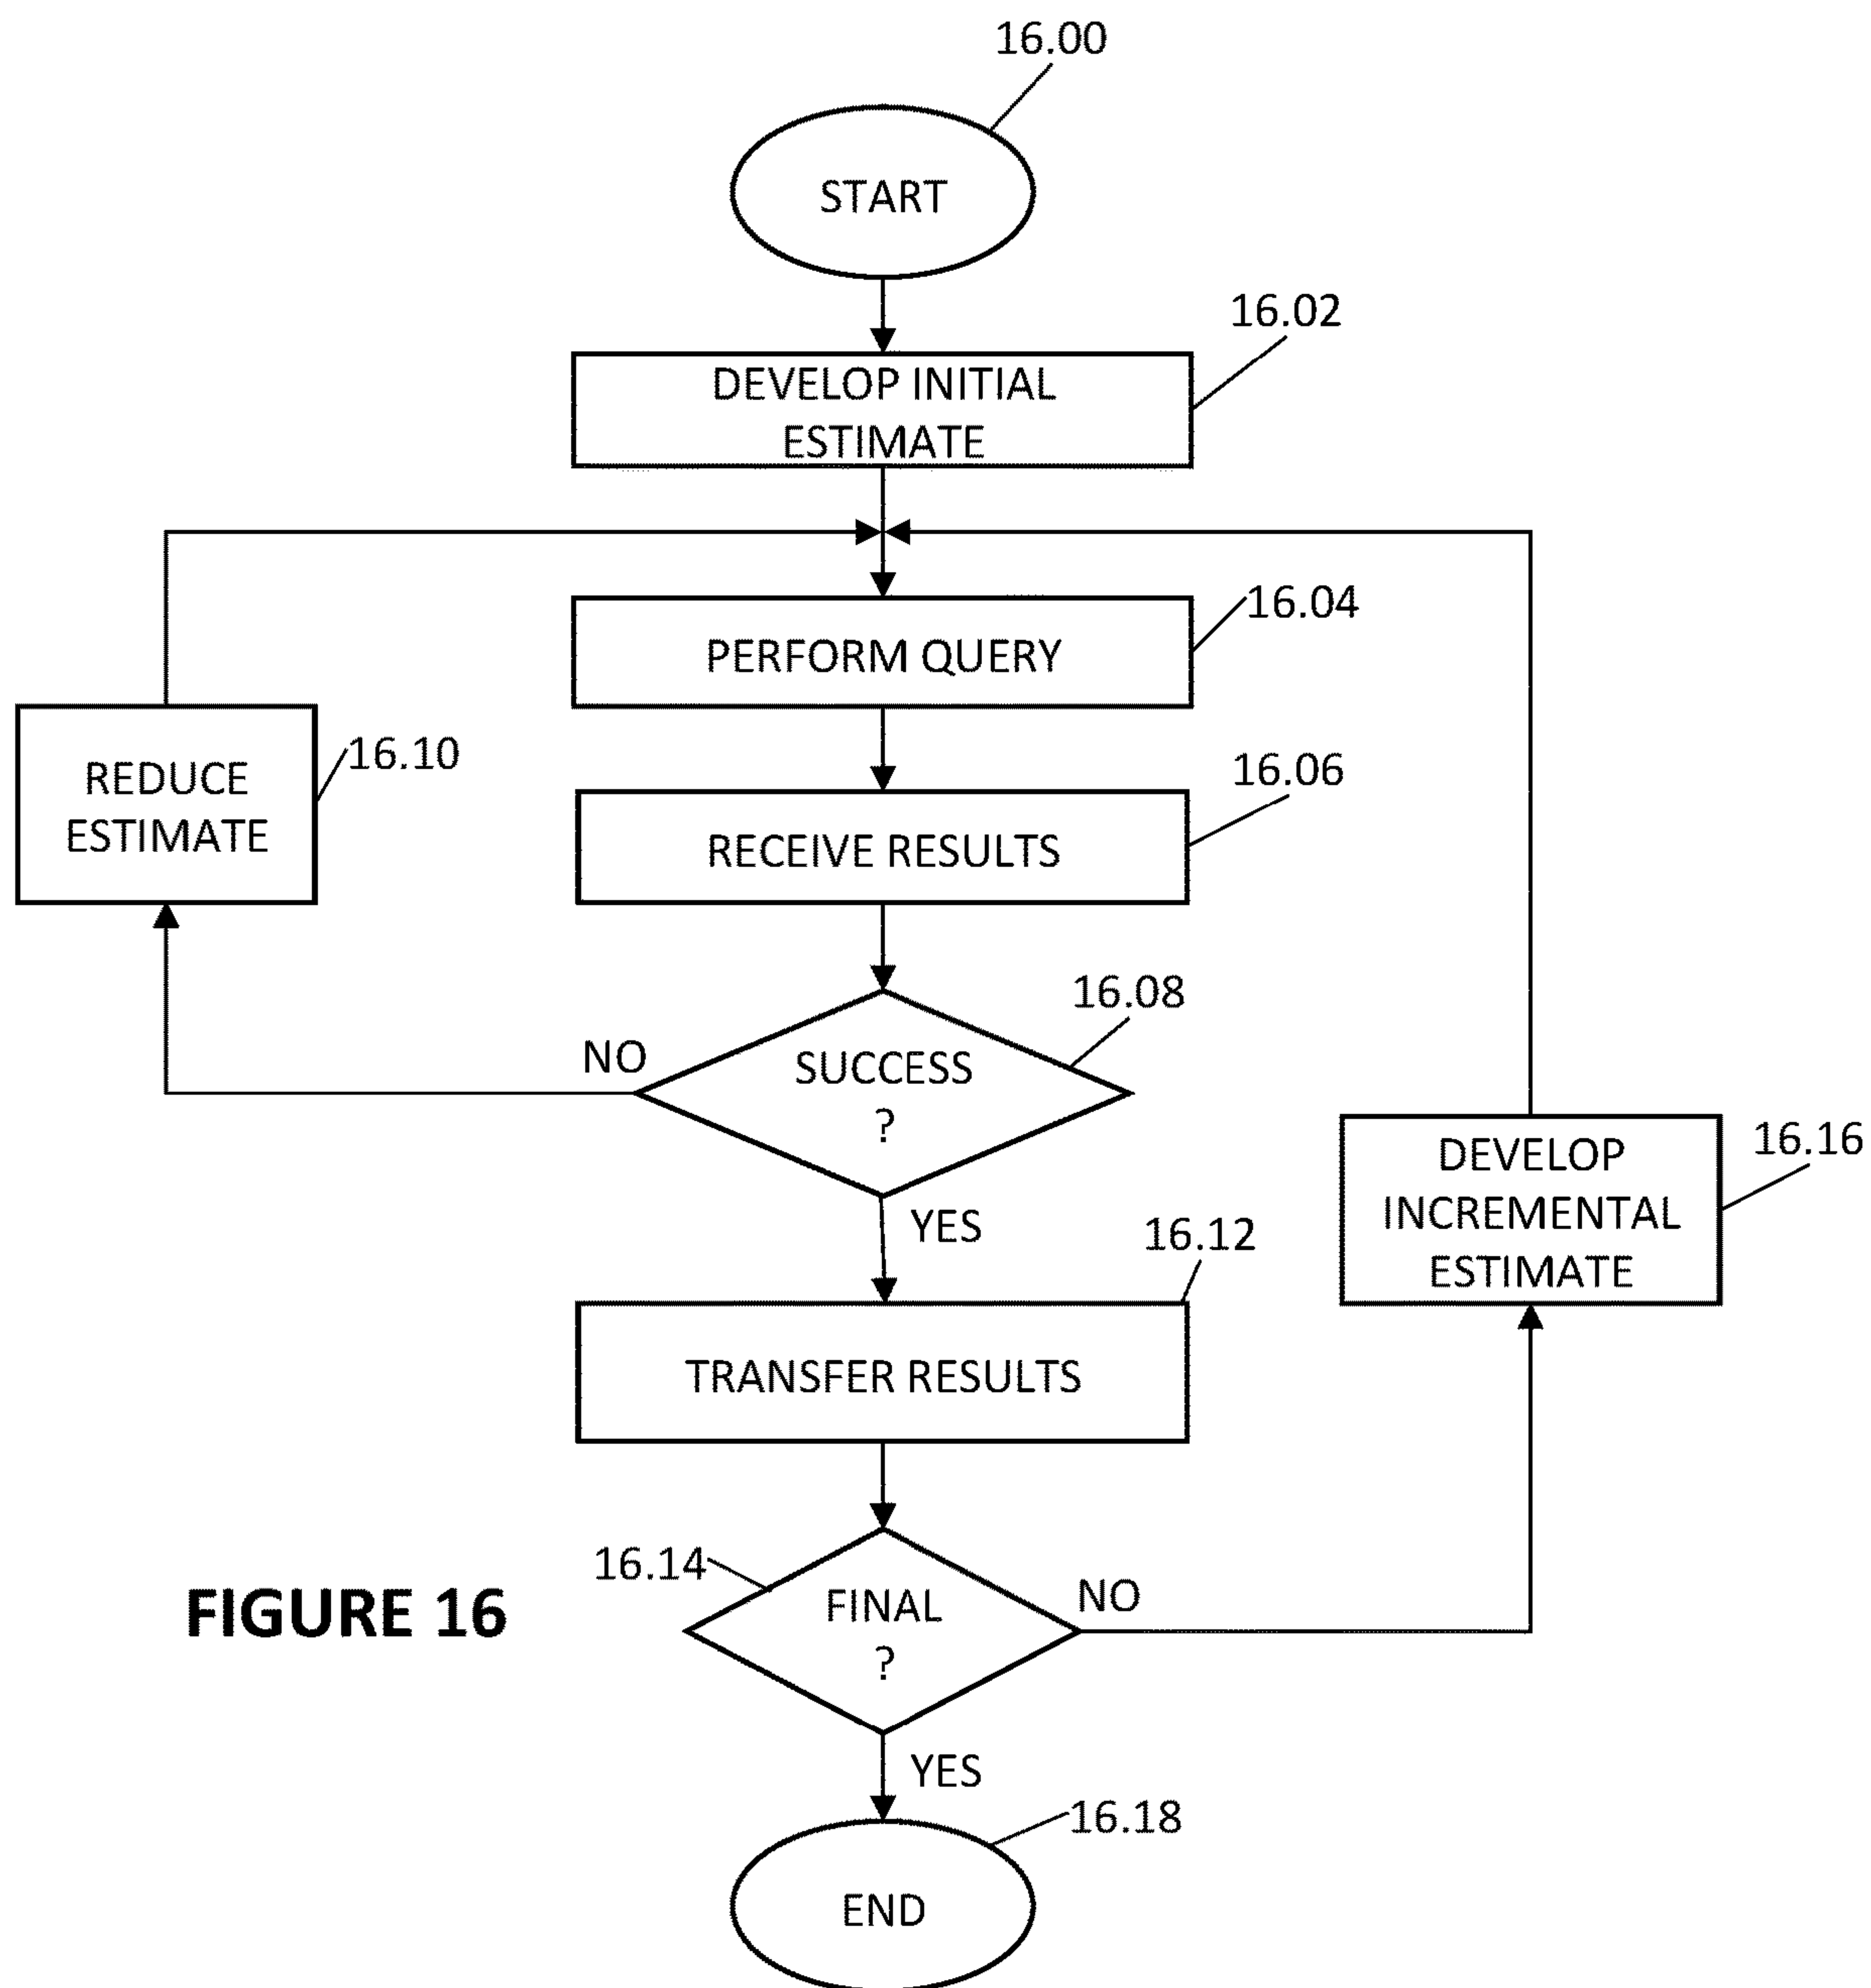 16.00
START
16.02
DEVELOP INITIAL
ESTIMATE
16.04
PERFORM QUERY
16.10
REDUCE
ESTIMATE
16.06
RECEIVE RESULTS
16.08
NO
SUCCESS
?
YES
16.16
DEVELOP
INCREMENTAL
ESTIMATE
16.12
TRANSFER RESULTS
16.14
FINAL
?
NO
FIGURE 16
YES
16.18
END